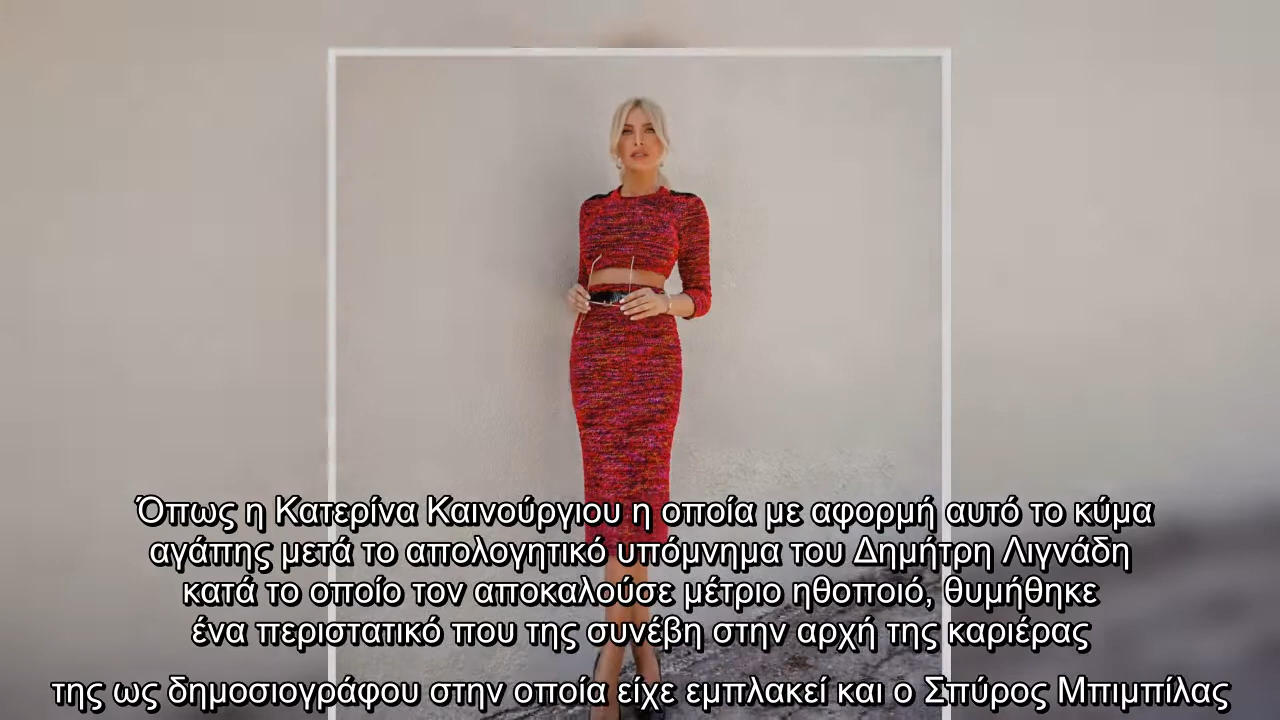 Όπως η Κατερίνα Καινούργιου η οποία με αφορμή αυτό το κύμα
αγάπης μετά το απολογητικό υπόμνημα του Δημήτρη Λιγνάδη
κατά το οποίο τον αποκαλούσε μέτριο ηθοποιό, θυμήθηκε
ένα περιστατικό που της συνέβη στην αρχή της καριέρας
της ως δημοσιογράφου στην οποία είχε εμπλακεί και ο Σπύρος Μπιμπίλας